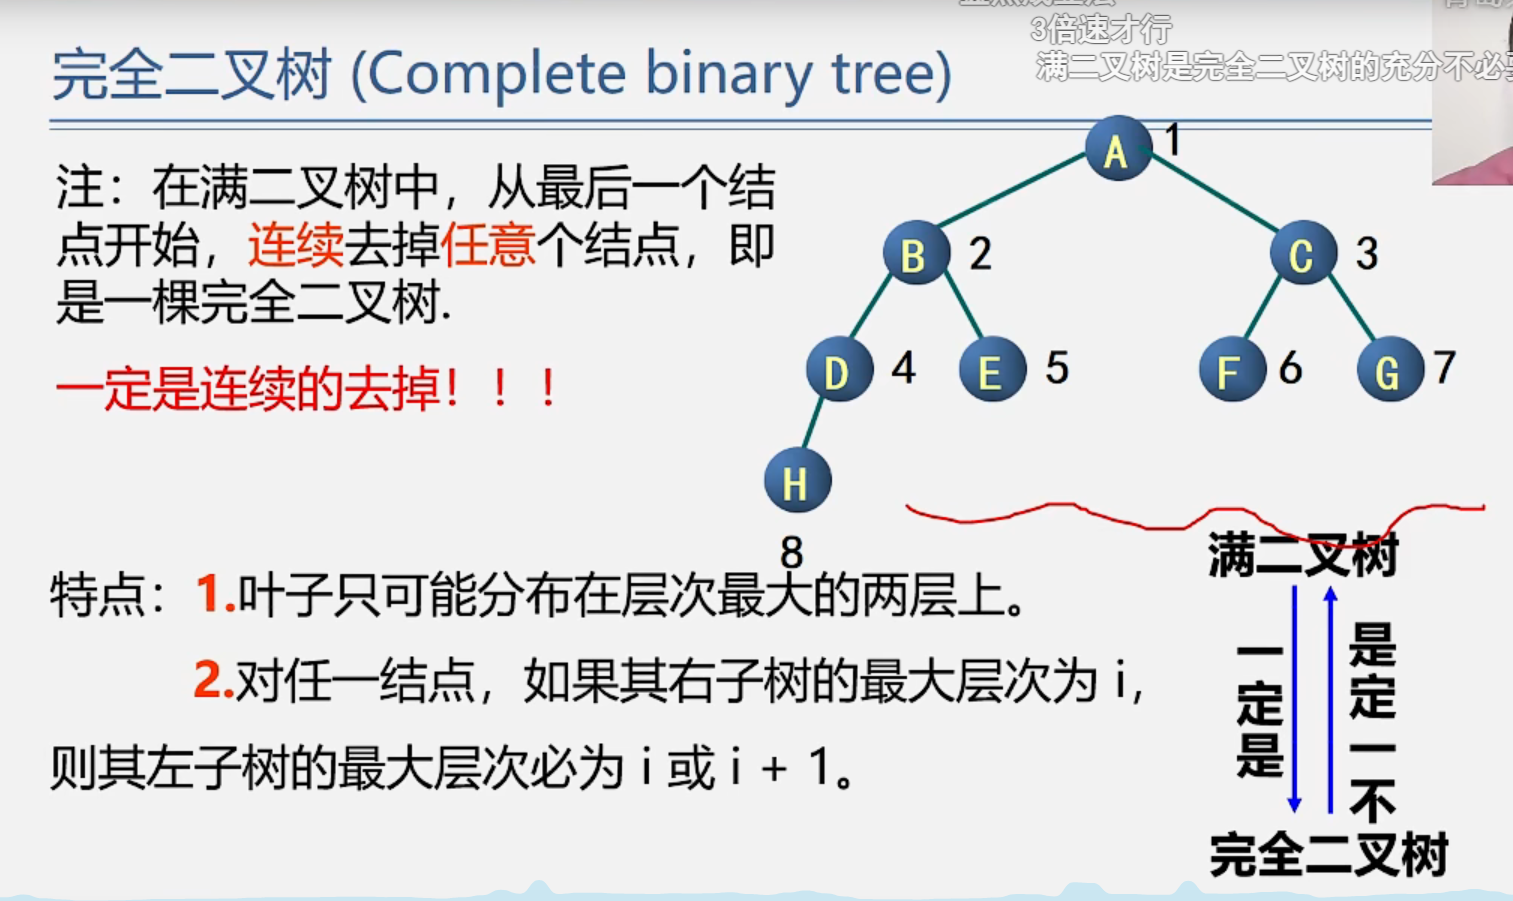 3倍速才行
满二叉树是完全二叉树的充分不必要
完全二叉树 (Complete binary tree)
注：在满二叉树中，从最后一个结
点开始，连续去掉任意个结点，即
是一棵完全二叉树.
一定是连续的去掉！！！
A 1
B 2
C 3
D 4
E 5
F 6
G 7
H
8
特点：1.叶子只可能分布在层次最大的两层上。
2.对任一结点，如果其右子树的最大层次为 i，
则其左子树的最大层次必为 i 或 i + 1。
满二叉树
一定是
是定一不
完全二叉树